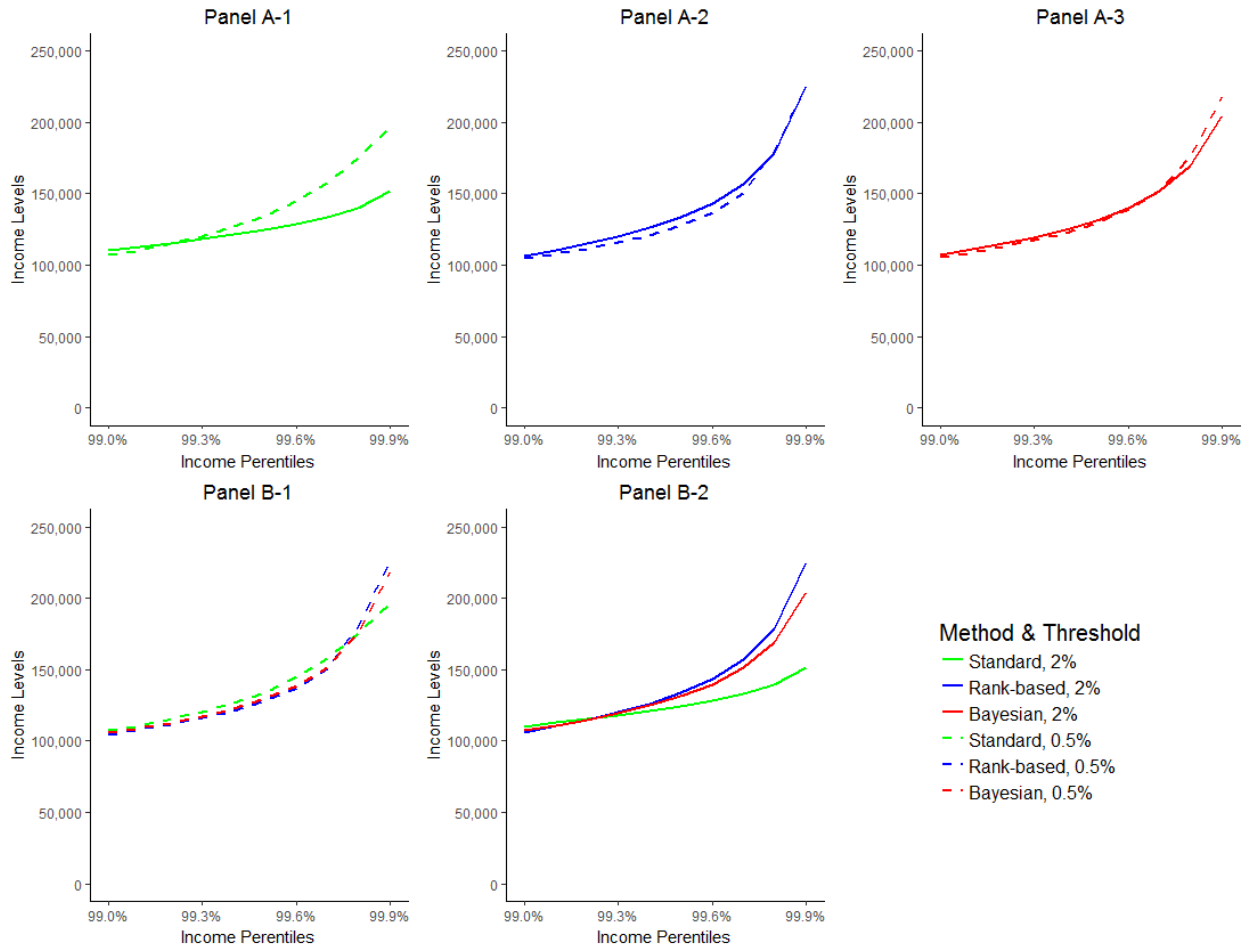 Panel A-1
250,000
200,000
150,000
100,000
50,000
0
Income Levels
99.0% 99.3% 99.6% 99.9%
Income Perentiles
Panel A-2
250,000
200,000
150,000
100,000
50,000
0
Income Levels
99.0% 99.3% 99.6% 99.9%
Income Perentiles
Panel A-3
250,000
200,000
150,000
100,000
50,000
0
Income Levels
99.0% 99.3% 99.6% 99.9%
Income Perentiles
Panel B-1
250,000
200,000
150,000
100,000
50,000
0
Income Levels
99.0% 99.3% 99.6% 99.9%
Income Perentiles
Panel B-2
250,000
200,000
150,000
100,000
50,000
0
Income Levels
99.0% 99.3% 99.6% 99.9%
Income Perentiles
Method & Threshold
Standard, 2%
Rank-based, 2%
Bayesian, 2%
Standard, 0.5%
Rank-based, 0.5%
Bayesian, 0.5%